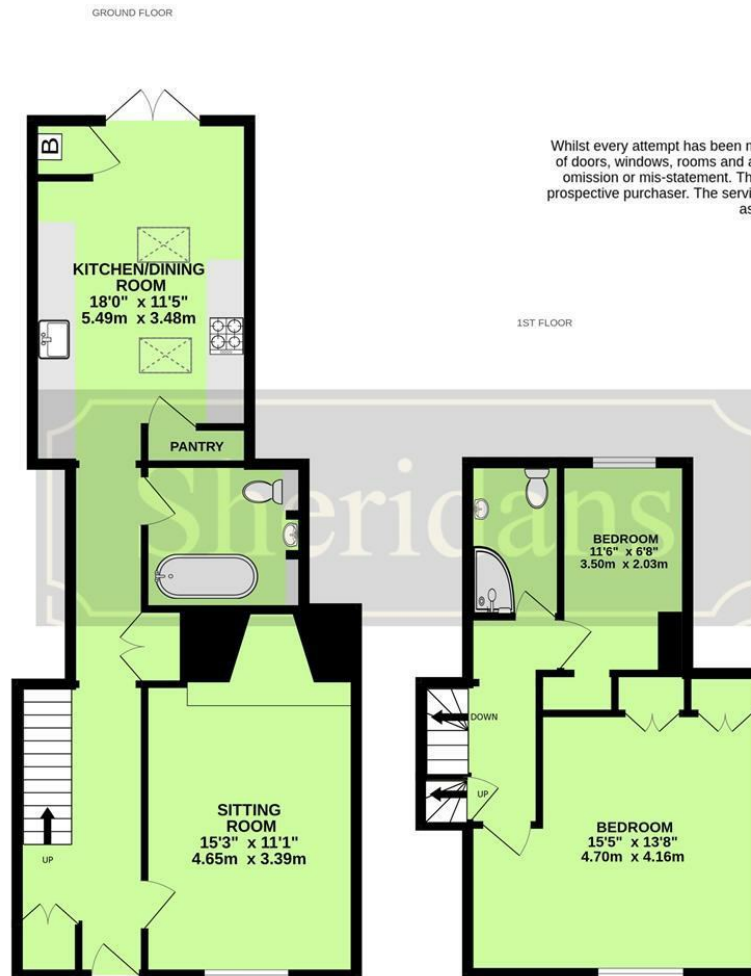 GROUND FLOOR
B
KITCHEN/DINING
ROOM
18'0" x 11'5"
5.49m x 3.48m
PANTRY
SITTING
ROOM
15'3" x 11'1"
4.65m x 3.39m
UP
Whilst every attempt has been m
of doors, windows, rooms and a
omission or mis-statement. Th
prospective purchaser. The servi
as
1ST FLOOR
BEDROOM
11'6" x 6'8"
3.50m x 2.03m
DOWN
UP
BEDROOM
15'5" x 13'8"
4.70m x 4.16m
Sheridans